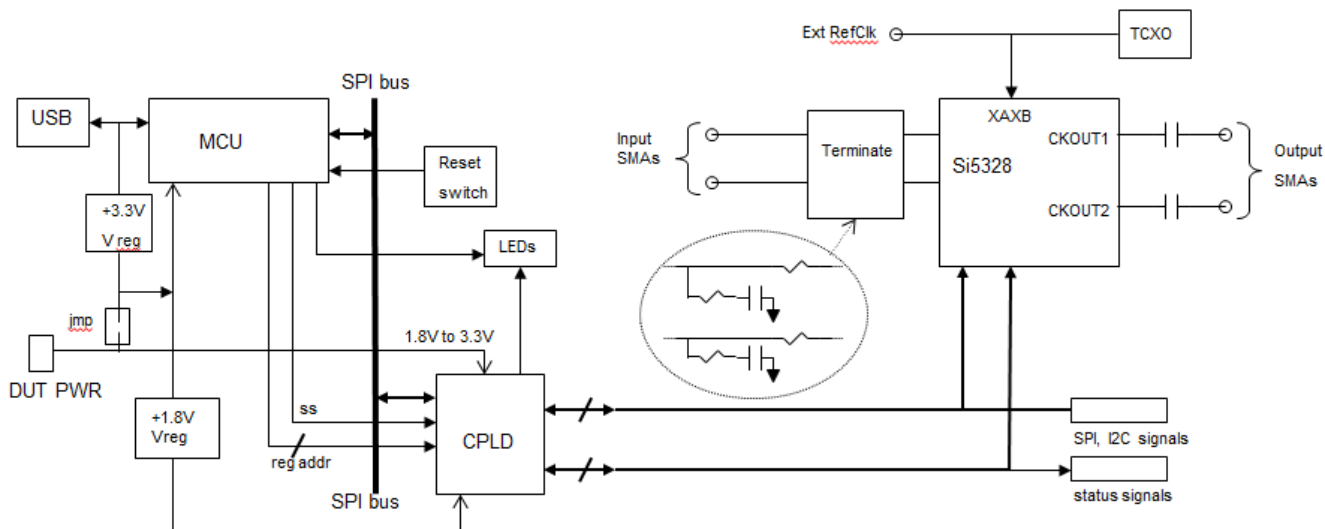 Ext RefClk
TCXO
SPI bus
USB
MCU
Reset
switch
Input
SMAs
Terminate
XAXB
Si5328
CKOUT1
CKOUT2
Output
SMAs
+3.3V
V reg
LEDs
jmp
1.8V to 3.3V
DUT PWR
+1.8V
Vreg
ss
reg addr
CPLD
SPI bus
SPI, I2C signals
status signals